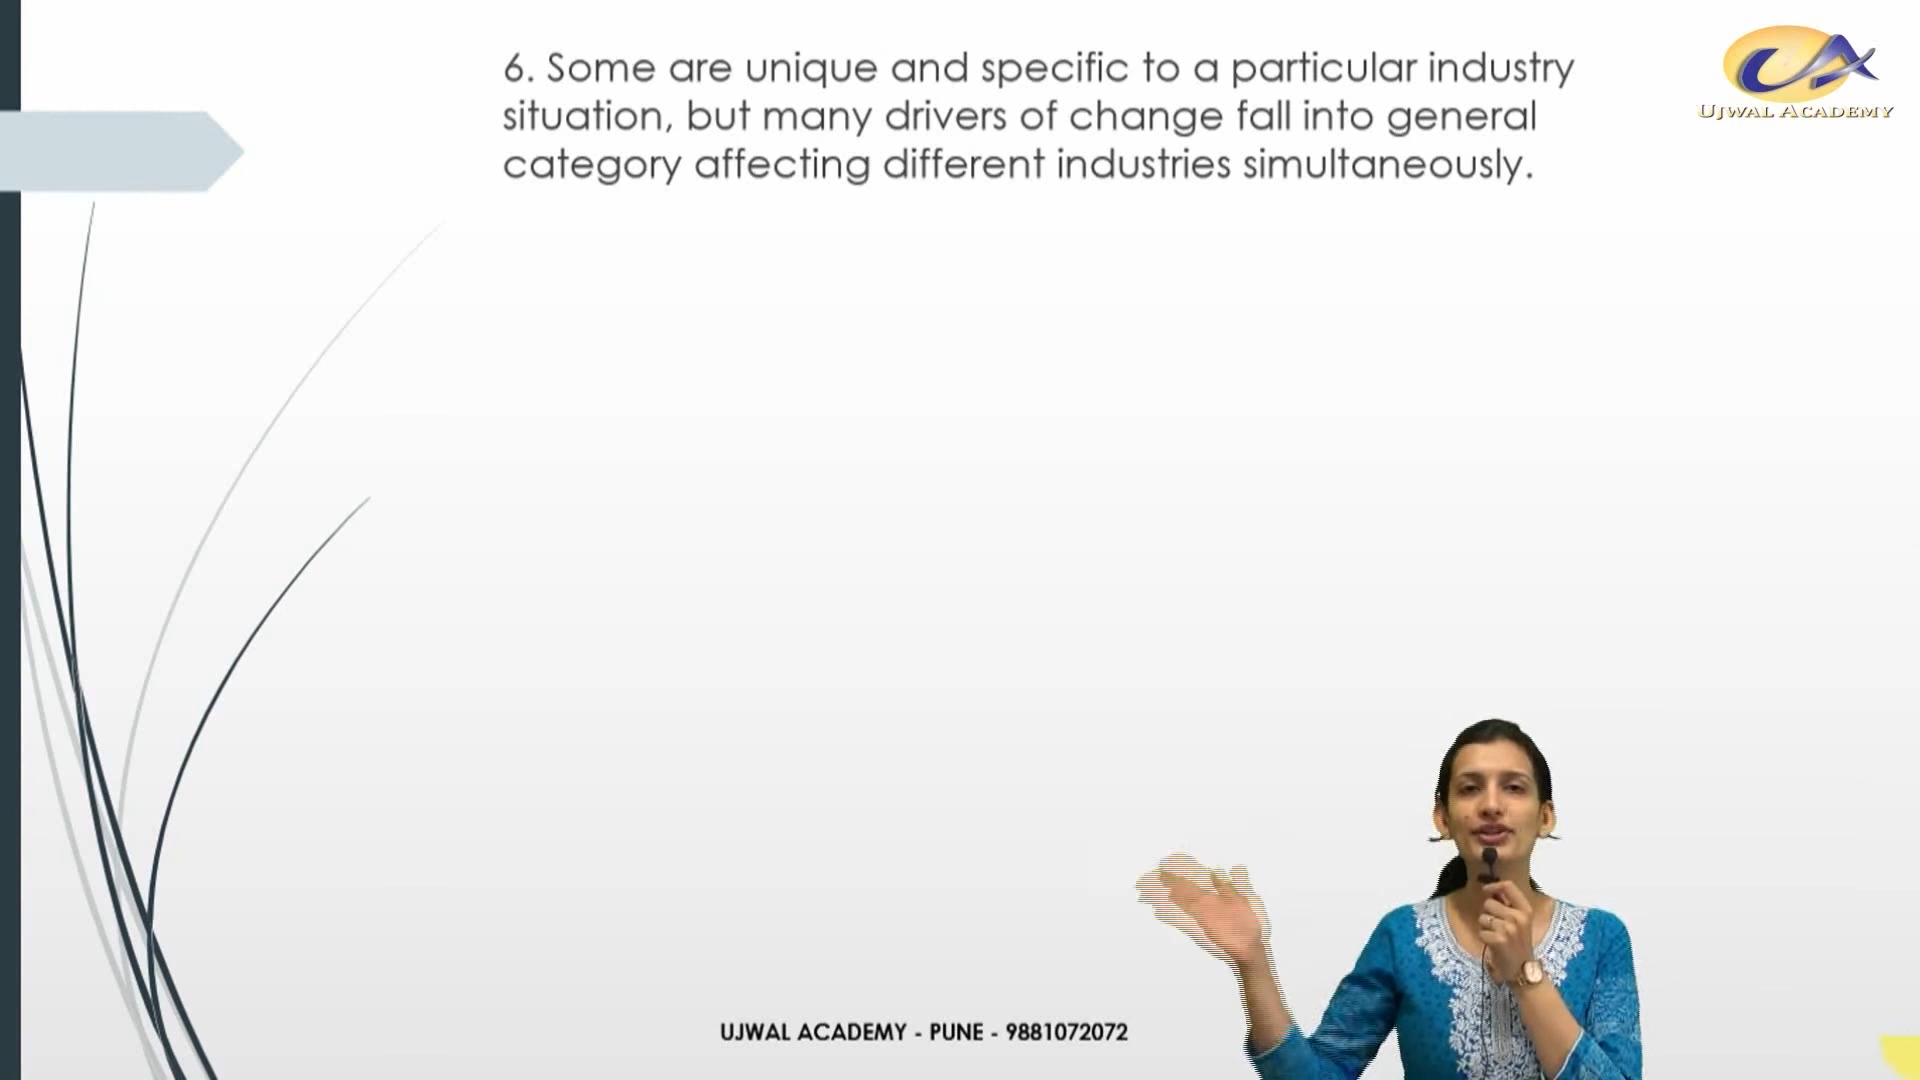 6. Some are unique and specific to a particular industry
situation, but many drivers of change fall into general
category affecting different industries simultaneously.
UJWAL ACADEMY
UJWAL ACADEMY - PUNE - 9881072072